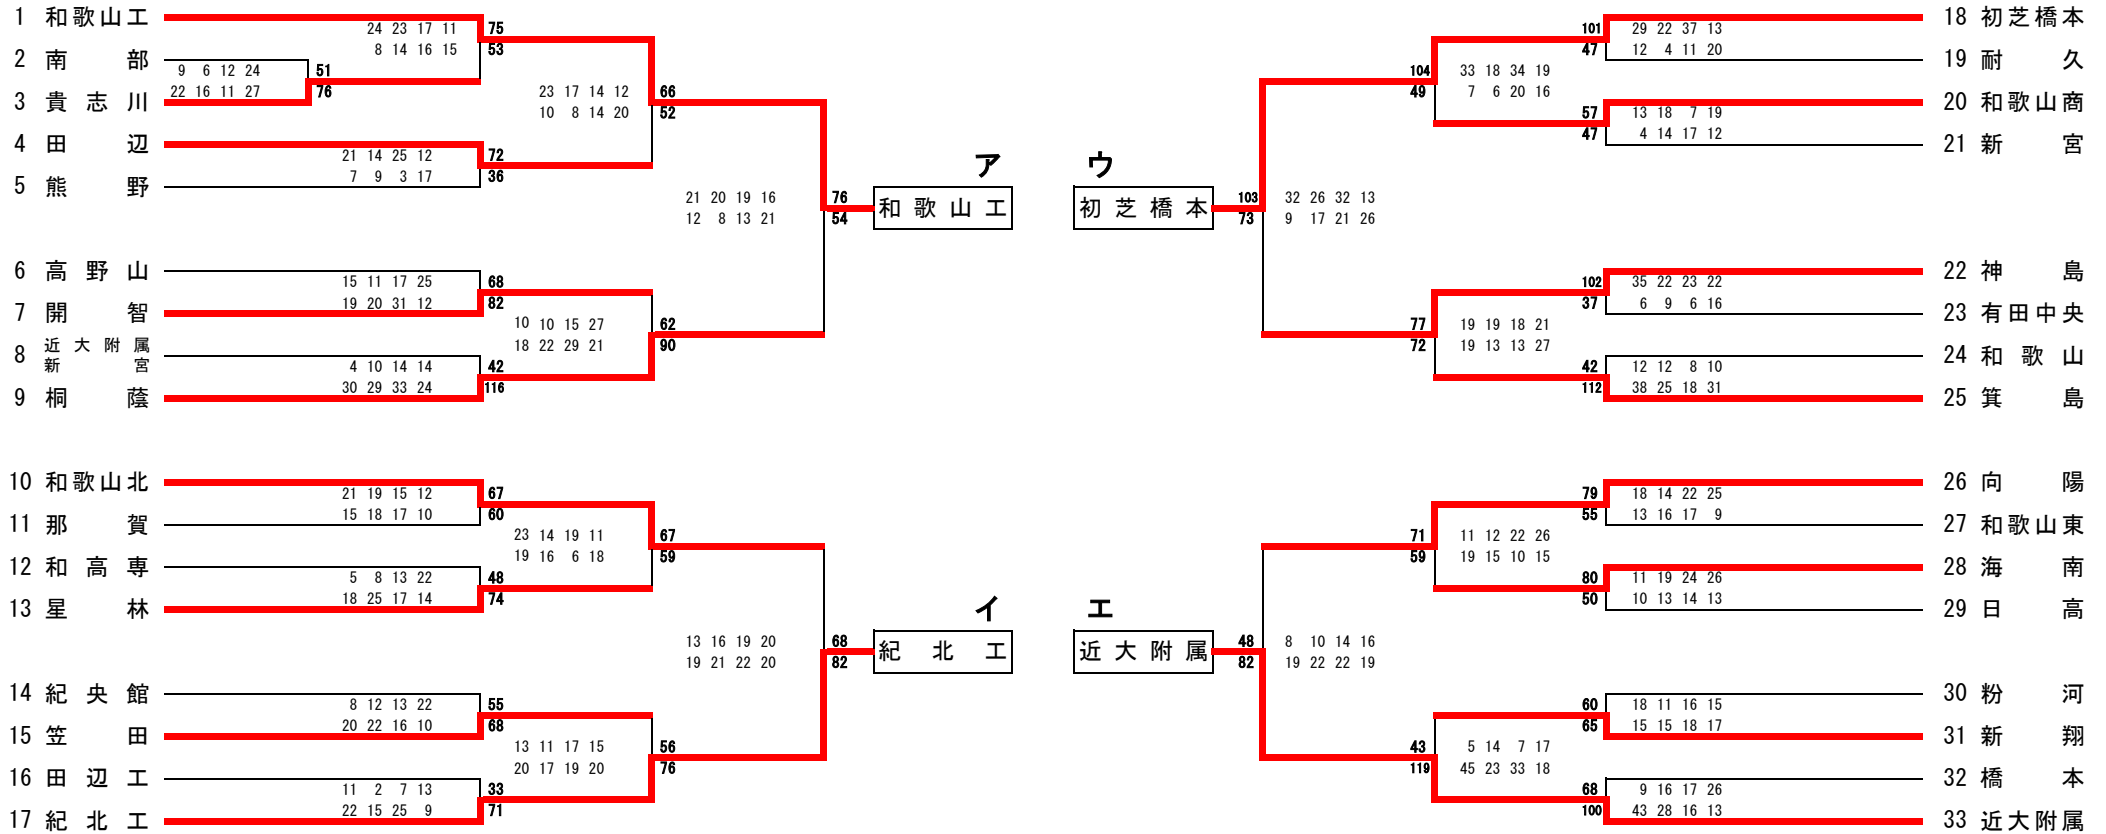 1 和歌山工
24 23 17 11 75
8 14 16 15 53
2 南部
9 6 12 24 51
22 16 11 27 76
3 貴志川
23 17 14 12 66
10 8 14 20 52
4 田辺
21 14 25 12 72
7 9 3 17 36
5 熊野
ア
21 20 19 16 76
12 8 13 21 54
和歌山工
6 高野山
15 11 17 25 68
19 20 31 12 82
7 開智
10 10 15 27 62
18 22 29 21 90
8 近大附属
新宮
4 10 14 14 42
30 29 33 24 116
9 桐蔭
10 和歌山北
21 19 15 12 67
15 18 17 10 60
11 那賀
23 14 19 11 67
19 16 6 18 59
12 和高専
5 8 13 22 48
18 25 17 14 74
13 星林
イ
13 16 19 20 68
19 21 22 20 82
紀北工
14 紀央館
8 12 13 22 55
20 22 16 10 68
15 笠田
13 11 17 15 56
20 17 19 20 76
16 田辺工
11 2 7 13 33
22 15 25 9 71
17 紀北工
18 初芝橋本
101 29 22 37 13
47 12 4 11 20
19 耐久
104 33 18 34 19
49 7 6 20 16
20 和歌山商
57 13 18 7 19
47 4 14 17 12
21 新宮
ウ
初芝橋本
103 32 26 32 13
73 9 17 21 26
22 神島
102 35 22 23 22
37 6 9 6 16
23 有田中央
77 19 19 18 21
72 19 13 13 27
24 和歌山
42 12 12 8 10
112 38 25 18 31
25 箕島
26 向陽
79 18 14 22 25
55 13 16 17 9
27 和歌山東
71 11 12 22 26
59 19 15 10 15
28 海南
80 11 19 24 26
50 10 13 14 13
29 日高
エ
近大附属
48 8 10 14 16
82 19 22 22 19
30 粉河
60 18 11 16 15
65 15 15 18 17
31 新翔
43 5 14 7 17
119 45 23 33 18
32 橋本
68 9 16 17 26
100 43 28 16 13
33 近大附属